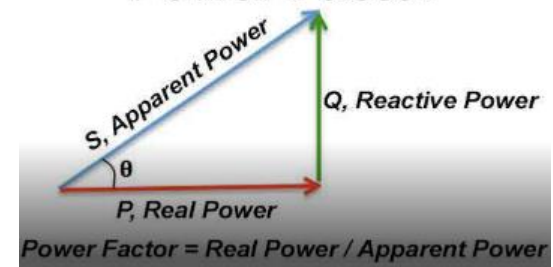 S, Apparent Power
Q, Reactive Power
θ
P, Real Power
Power Factor = Real Power / Apparent Power